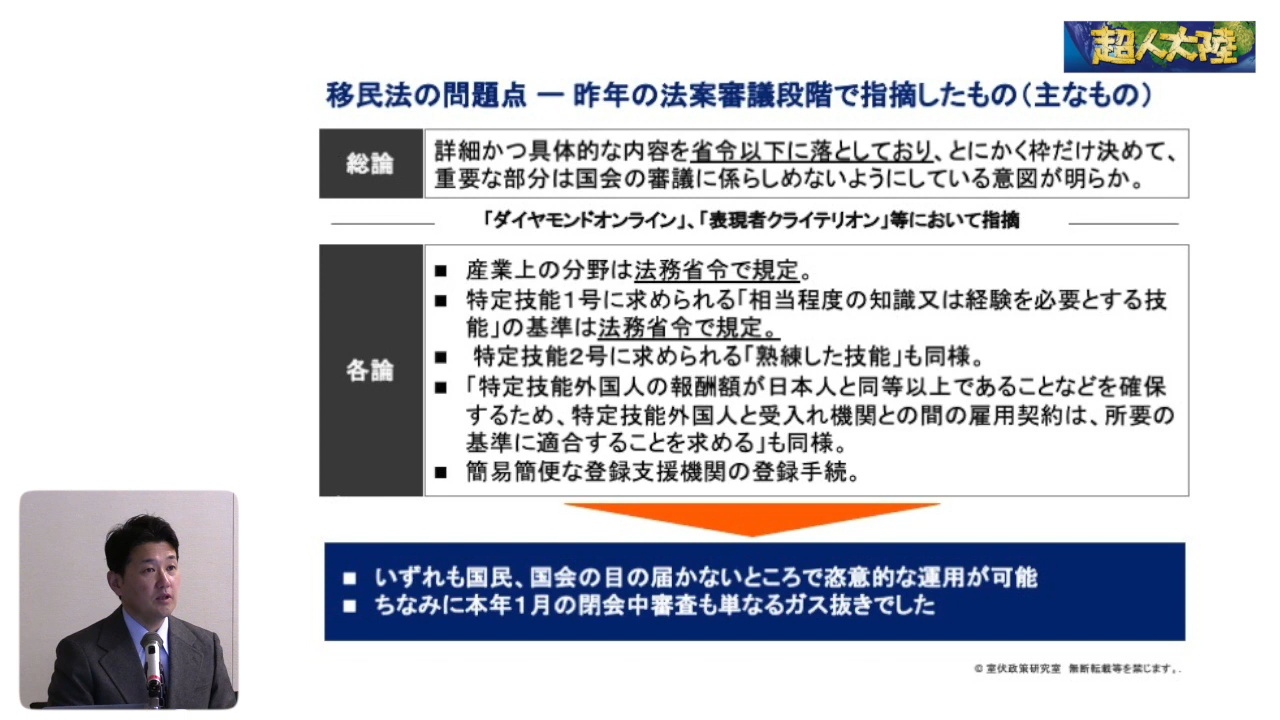 超人大陸
移民法の問題点 ― 昨年の法案審議段階で指摘したもの（主なもの）
総論
詳細かつ具体的な内容を省令以下に落としており、とにかく枠だけ決めて、
重要な部分は国会の審議に係らしめないようにしている意図が明らか。
「ダイヤモンドオンライン」、「表現者クライテリオン」等において指摘
各論
■ 産業上の分野は法務省令で規定。
■ 特定技能１号に求められる「相当程度の知識又は経験を必要とする技
能」の基準は法務省令で規定。
■ 特定技能２号に求められる「熟練した技能」も同様。
■ 「特定技能外国人の報酬額が日本人と同等以上であることなどを確保
するため、特定技能外国人と受入れ機関との間の雇用契約は、所要の
基準に適合することを求める」も同様。
■ 簡易簡便な登録支援機関の登録手続。
■ いずれも国民、国会の目の届かないところで恣意的な運用が可能
■ ちなみに本年１月の閉会中審査も単なるガス抜きでした
© 室伏政策研究室 無断転載等を禁じます。.